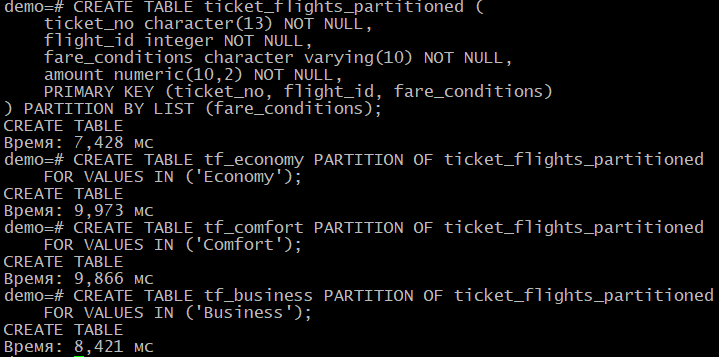 demo=# CREATE TABLE ticket_flights_partitioned (
    ticket_no character(13) NOT NULL,
    flight_id integer NOT NULL,
    fare_conditions character varying(10) NOT NULL,
    amount numeric(10,2) NOT NULL,
    PRIMARY KEY (ticket_no, flight_id, fare_conditions)
) PARTITION BY LIST (fare_conditions);
CREATE TABLE
Время: 7,428 мс
demo=# CREATE TABLE tf_economy PARTITION OF ticket_flights_partitioned
    FOR VALUES IN ('Economy');
CREATE TABLE
Время: 9,973 мс
demo=# CREATE TABLE tf_comfort PARTITION OF ticket_flights_partitioned
    FOR VALUES IN ('Comfort');
CREATE TABLE
Время: 9,866 мс
demo=# CREATE TABLE tf_business PARTITION OF ticket_flights_partitioned
    FOR VALUES IN ('Business');
CREATE TABLE
Время: 8,421 мс